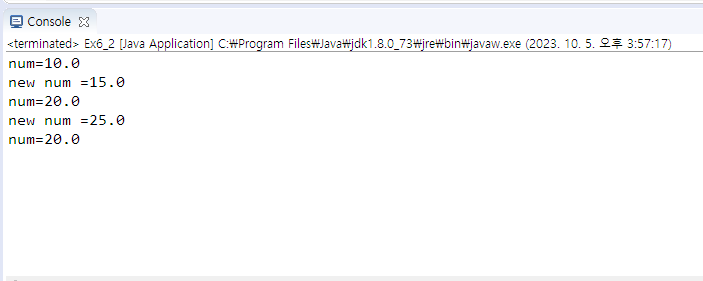 Console
<terminated> Ex6_2 [Java Application] C:₩Program Files₩Java₩jdk1.8.0_73₩jre₩bin₩javaw.exe (2023. 10. 5. 오후 3:57:17)
num=10.0
new num =15.0
num=20.0
new num =25.0
num=20.0